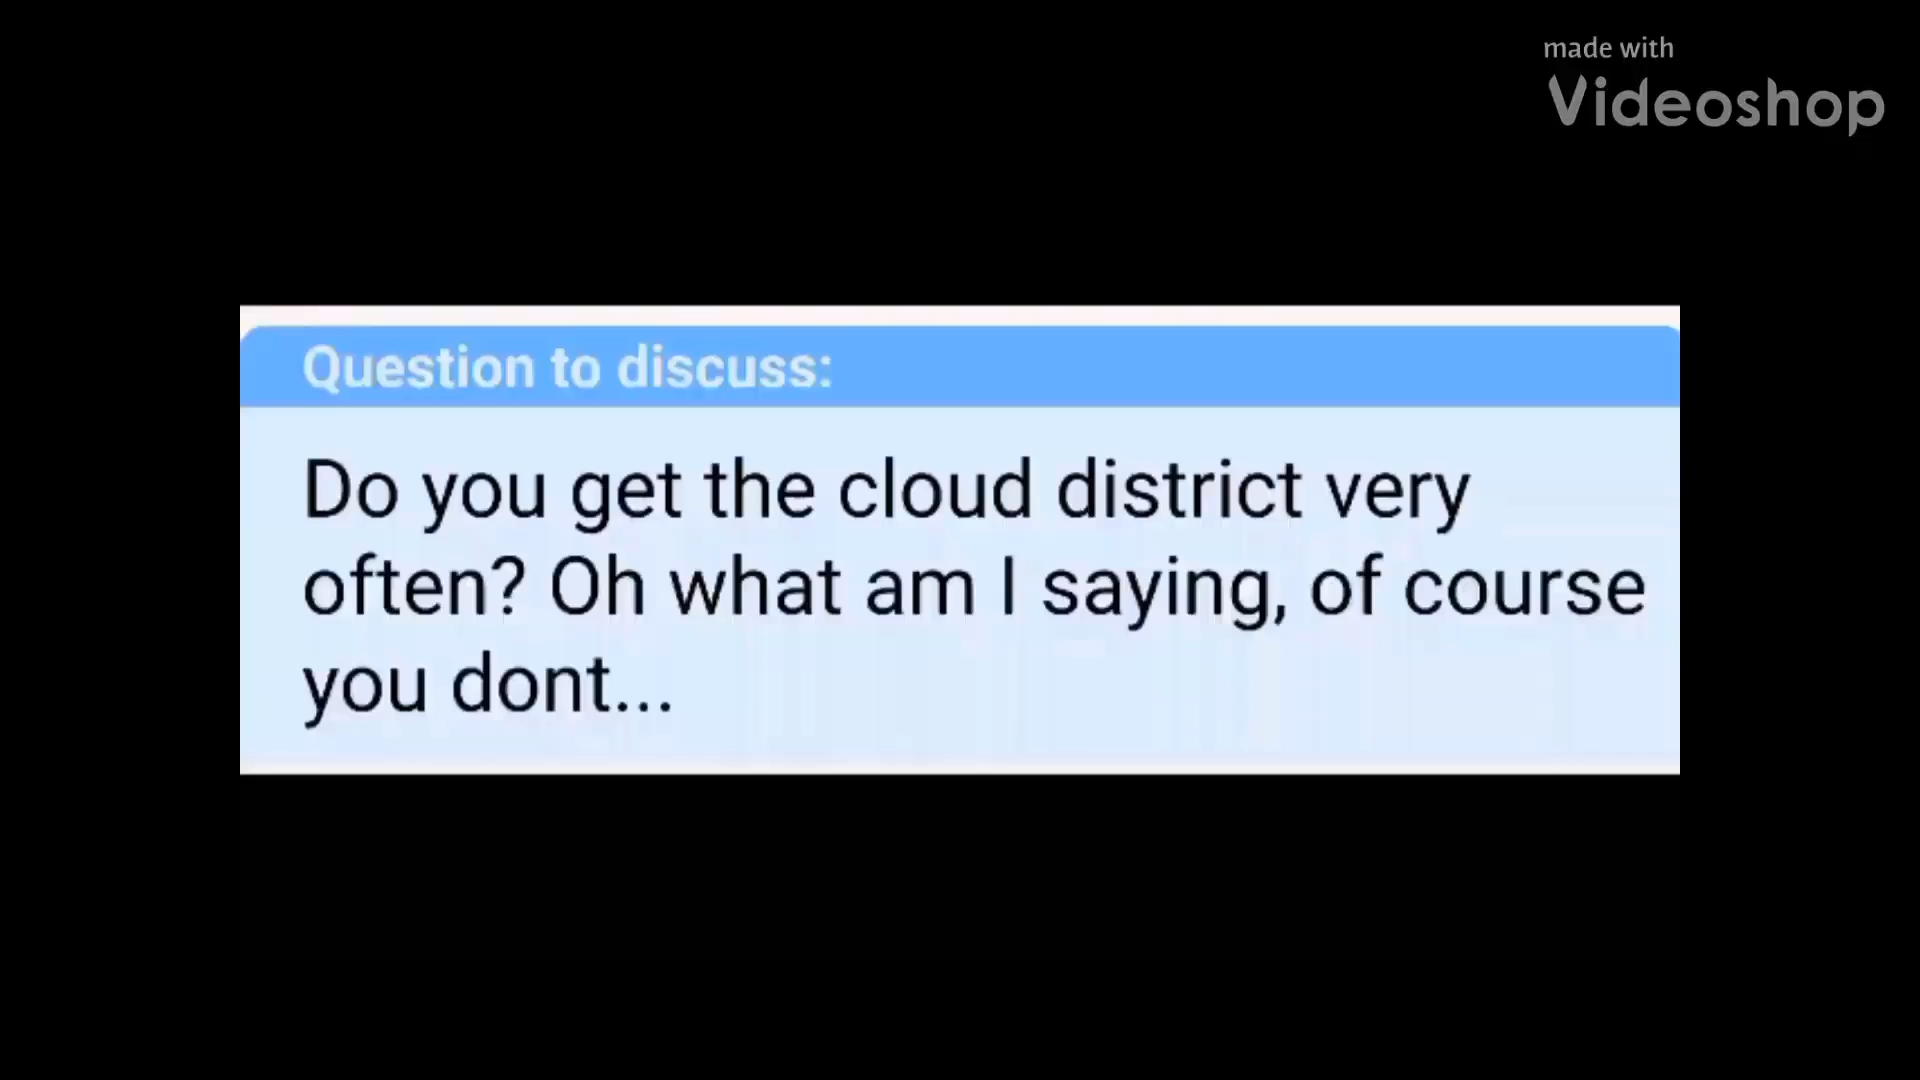 made with
Videoshop
Question to discuss:
Do you get the cloud district very
often? Oh what am I saying, of course
you dont...